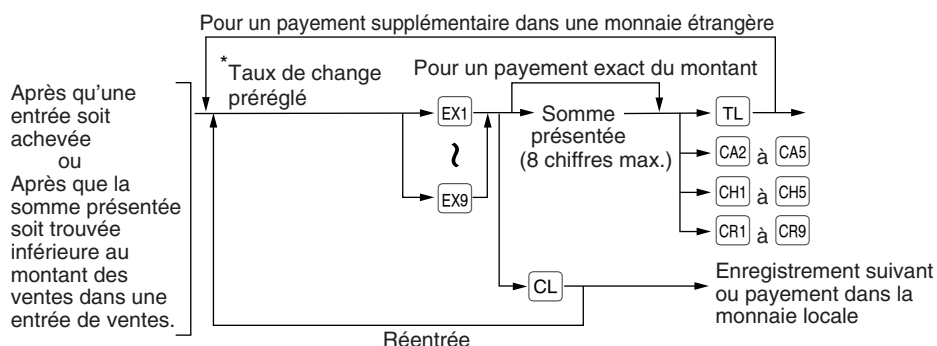 Pour un payement supplémentaire dans une monnaie étrangère
*Taux de change
préréglé
Pour un payement exact du montant
Après qu'une
entrée soit
achevée
ou
Après que la
somme présentée
soit trouvée
inférieure au
montant des
ventes dans une
entrée de ventes.
EX1
~
EX9
Somme
présentée
(8 chiffres max.)
TL
CA2 à CA5
CH1 à CH5
CR1 à CR9
CL
Enregistrement suivant
ou payement dans la
monnaie locale
Réentrée